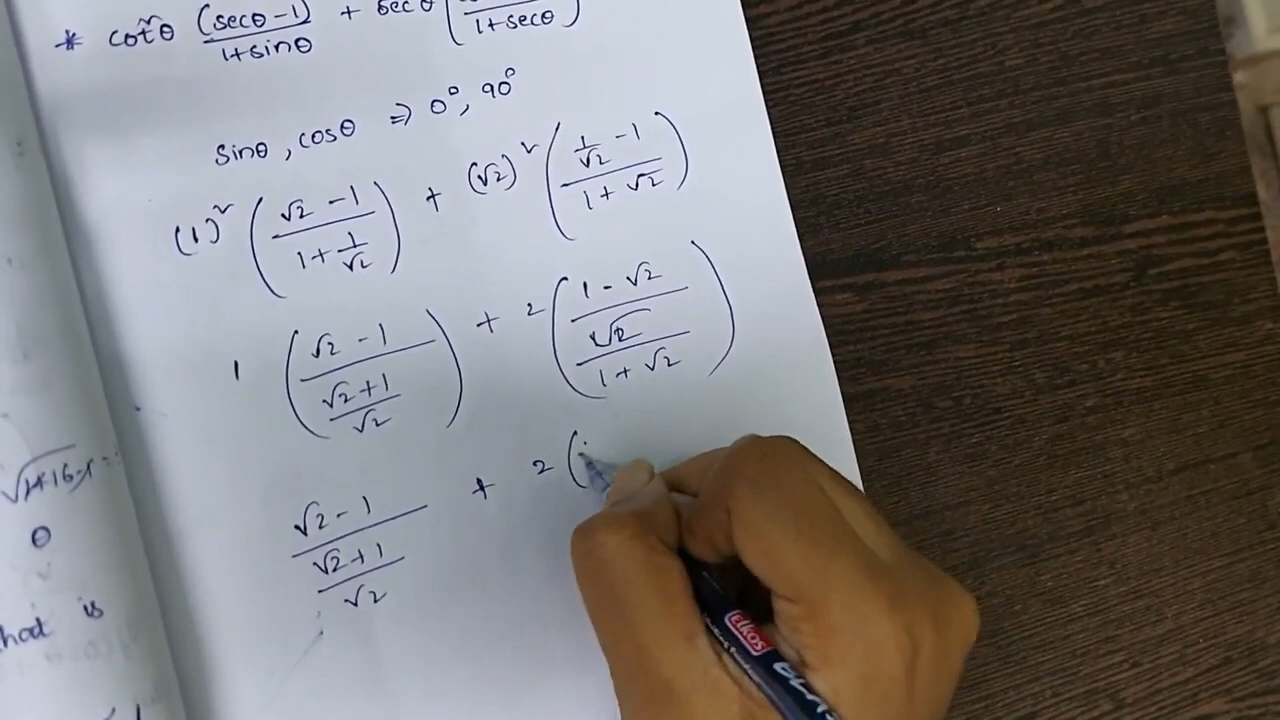 * cot²θ (secθ-1)/(1+sinθ) + sec²θ ( /(1+secθ))
sinθ, cosθ ⇒ 0°, 90°
(1)² ((√2 - 1)/(1 + 1/√2)) + (√2)² ((1/√2 - 1)/(1 + √2))
1 ((√2 - 1)/((√2+1)/√2)) + 2 (((1 - √2)/√2)/(1 + √2))
(√2 - 1)/((√2+1)/√2) + 2 (
θ
is
elkos